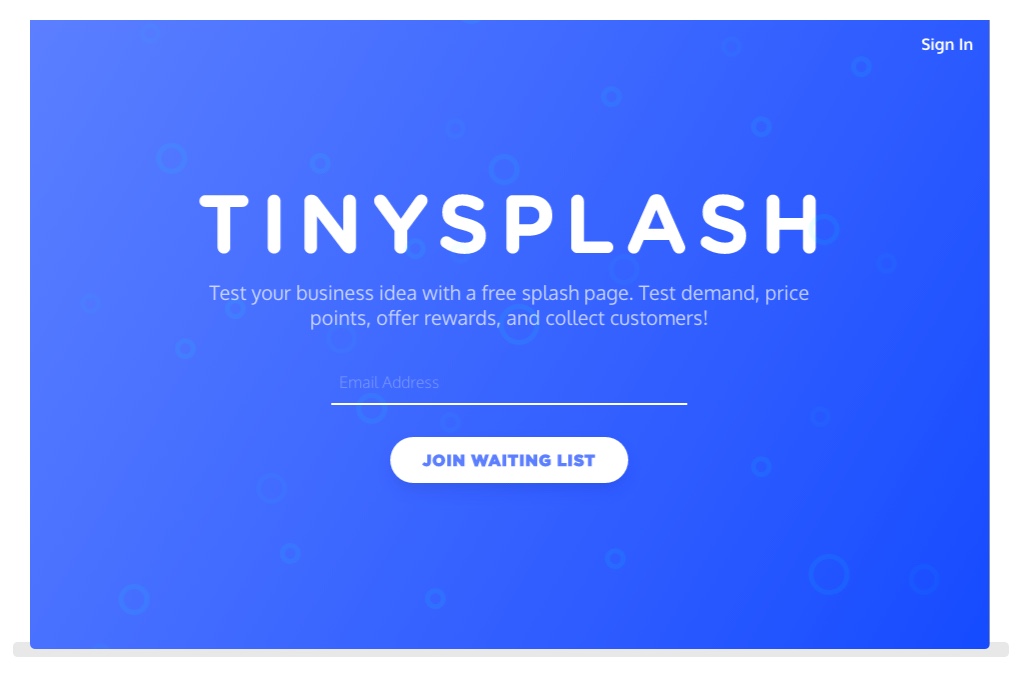 Sign In
TINYSPLASH
Test your business idea with a free splash page. Test demand, price
points, offer rewards, and collect customers!
Email Address
JOIN WAITING LIST